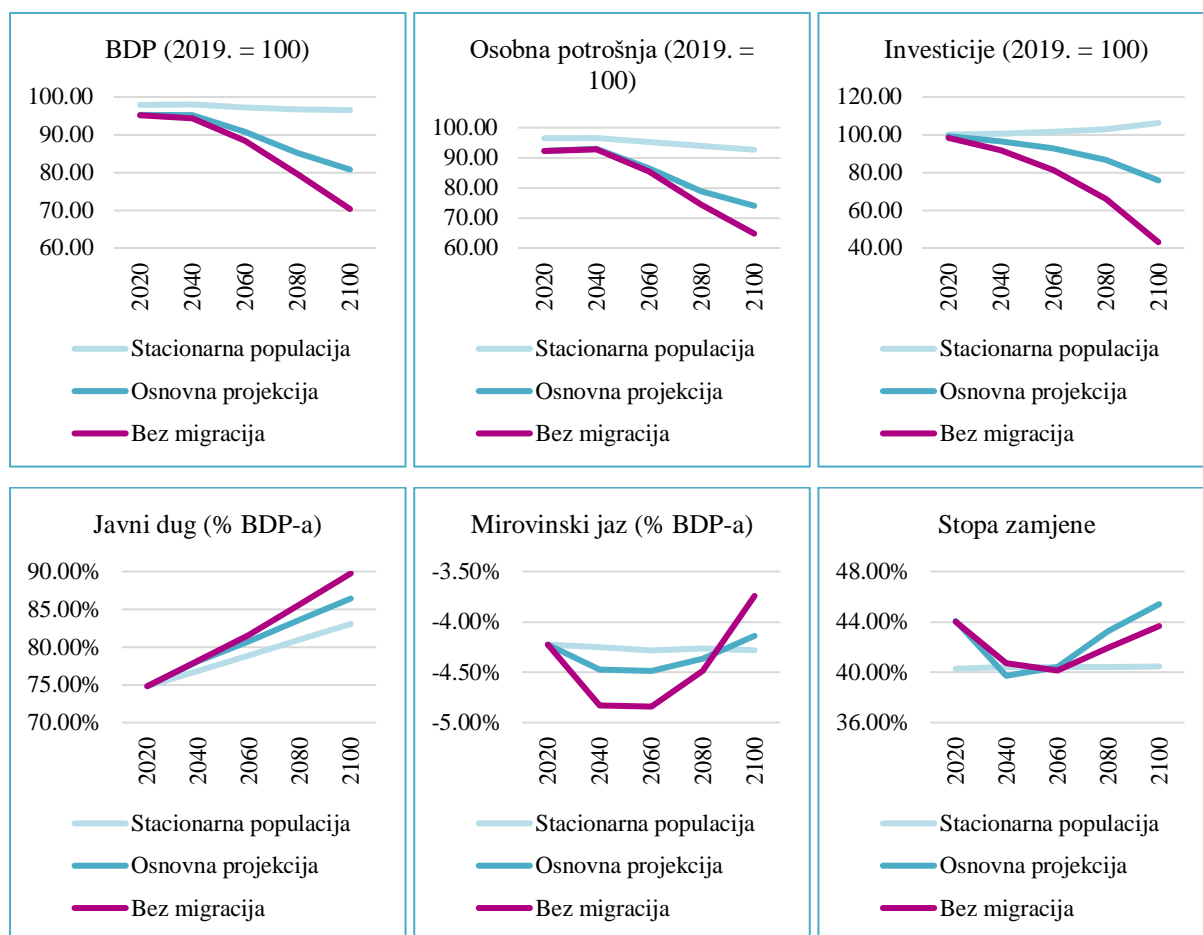 BDP (2019. = 100)
100.00
90.00
80.00
70.00
60.00
2020
2040
2060
2080
2100
Stacionarna populacija
Osnovna projekcija
Bez migracija
Osobna potrošnja (2019. =
100)
100.00
90.00
80.00
70.00
60.00
2020
2040
2060
2080
2100
Stacionarna populacija
Osnovna projekcija
Bez migracija
Investicije (2019. = 100)
120.00
100.00
80.00
60.00
40.00
2020
2040
2060
2080
2100
Stacionarna populacija
Osnovna projekcija
Bez migracija
Javni dug (% BDP-a)
90.00%
85.00%
80.00%
75.00%
70.00%
2020
2040
2060
2080
2100
Stacionarna populacija
Osnovna projekcija
Bez migracija
Mirovinski jaz (% BDP-a)
-3.50%
-4.00%
-4.50%
-5.00%
2020
2040
2060
2080
2100
Stacionarna populacija
Osnovna projekcija
Bez migracija
Stopa zamjene
48.00%
44.00%
40.00%
36.00%
2020
2040
2060
2080
2100
Stacionarna populacija
Osnovna projekcija
Bez migracija